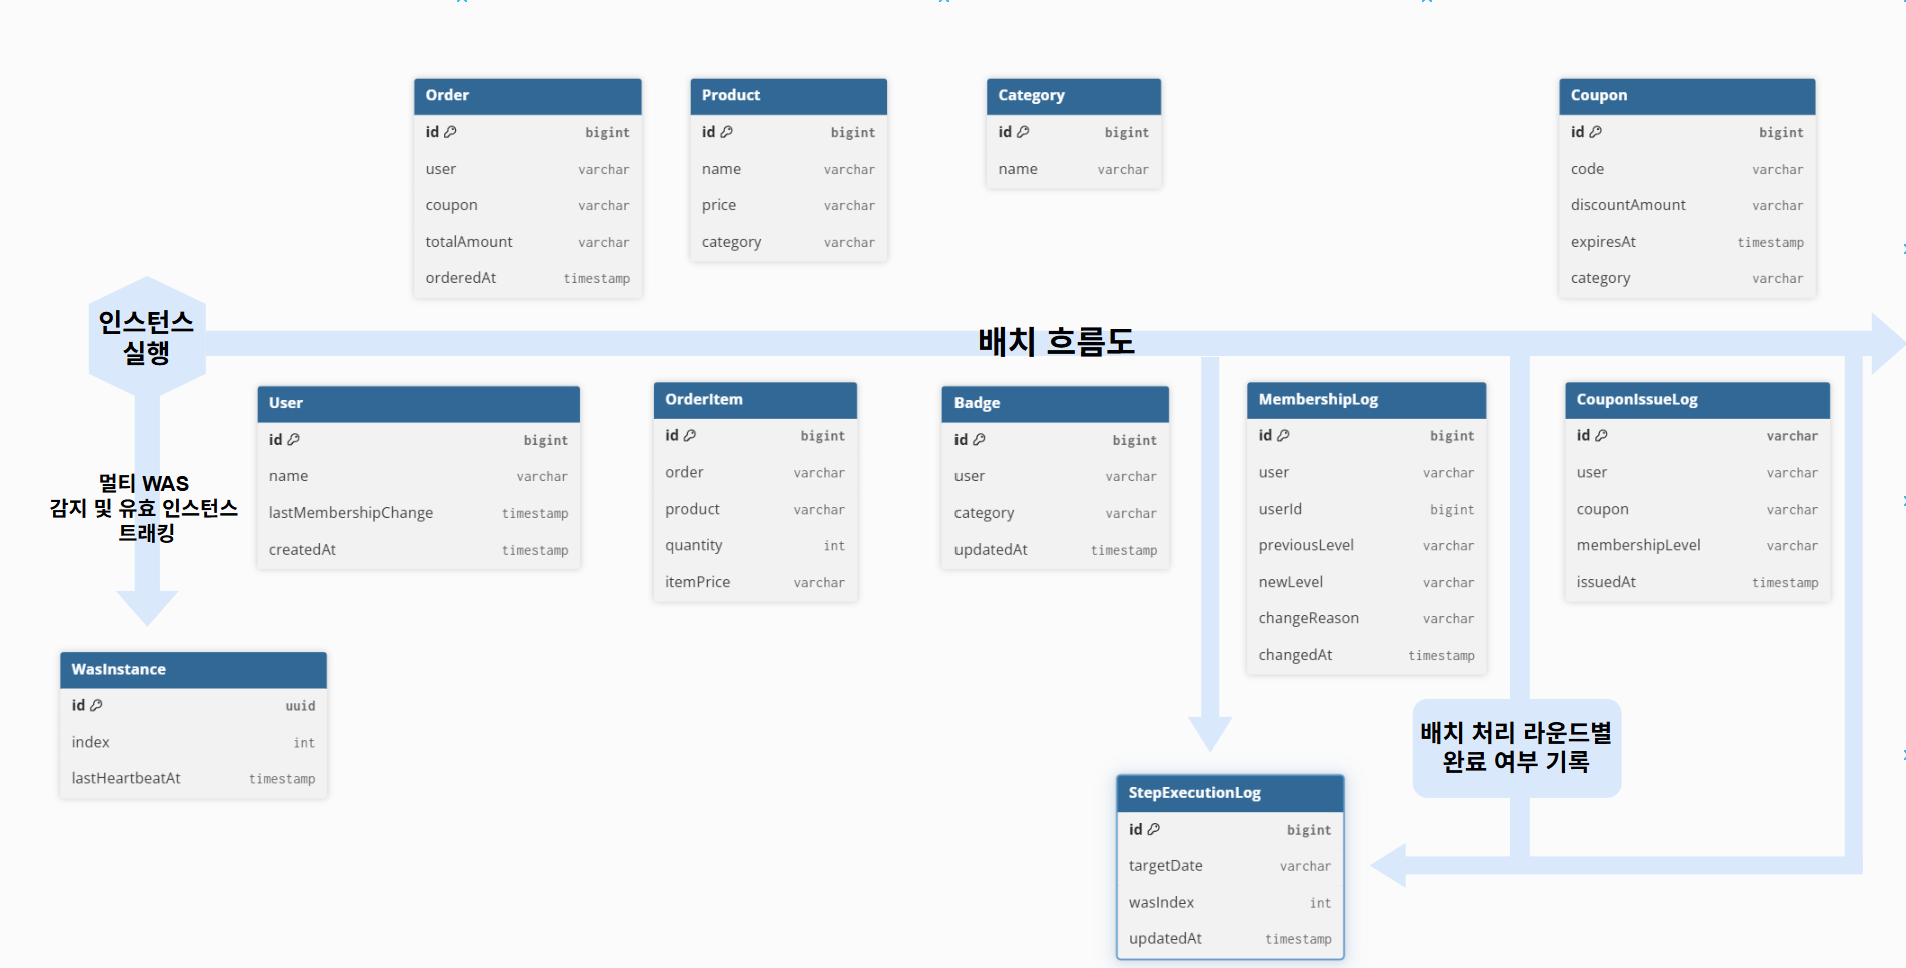 Order
id bigint
user varchar
coupon varchar
totalAmount varchar
orderedAt timestamp
Product
id bigint
name varchar
price varchar
category varchar
Category
id bigint
name varchar
Coupon
id bigint
code varchar
discountAmount varchar
expiresAt timestamp
category varchar
인스턴스
실행
배치 흐름도
멀티 WAS
감지 및 유효 인스턴스
트래킹
User
id bigint
name varchar
lastMembershipChange timestamp
createdAt timestamp
OrderItem
id bigint
order varchar
product varchar
quantity int
itemPrice varchar
Badge
id bigint
user varchar
category varchar
updatedAt timestamp
MembershipLog
id bigint
user varchar
userId bigint
previousLevel varchar
newLevel varchar
changeReason varchar
changedAt timestamp
CouponIssueLog
id varchar
user varchar
coupon varchar
membershipLevel varchar
issuedAt timestamp
WasInstance
id uuid
index int
lastHeartbeatAt timestamp
배치 처리 라운드별
완료 여부 기록
StepExecutionLog
id bigint
targetDate varchar
wasIndex int
updatedAt timestamp